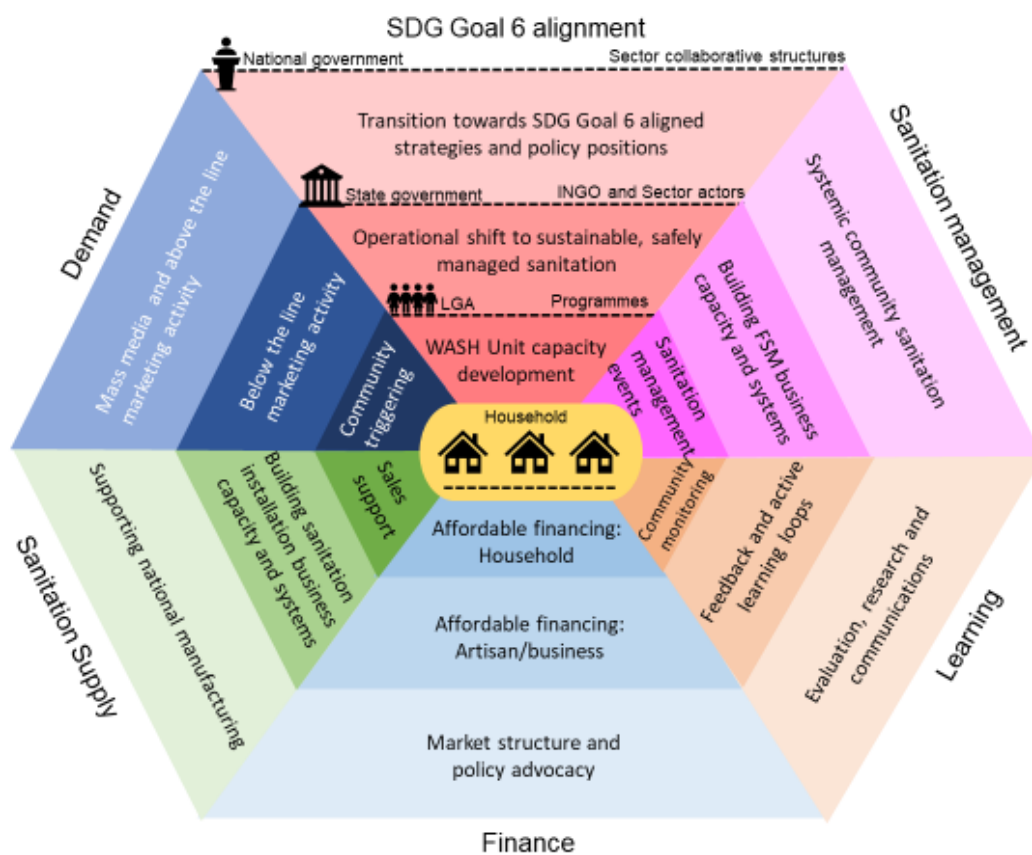 SDG Goal 6 alignment
National government
Sector collaborative structures
Transition towards SDG Goal 6 aligned
strategies and policy positions
State government
INGO and Sector actors
Operational shift to sustainable, safely
managed sanitation
LGA
Programmes
WASH Unit capacity
development
Demand
Mass media and above the line
marketing activity
Below the line
marketing activity
Community
triggering
Sanitation management
Systemic community sanitation
management
Building FSM business
capacity and systems
Sanitation
management
events
Household
Sanitation Supply
Supporting national manufacturing
Building sanitation
installation business
capacity and systems
Sales
support
Affordable financing:
Household
Affordable financing:
Artisan/business
Market structure and
policy advocacy
Finance
Community
monitoring
Feedback and active
learning loops
Evaluation, research and
communications
Learning